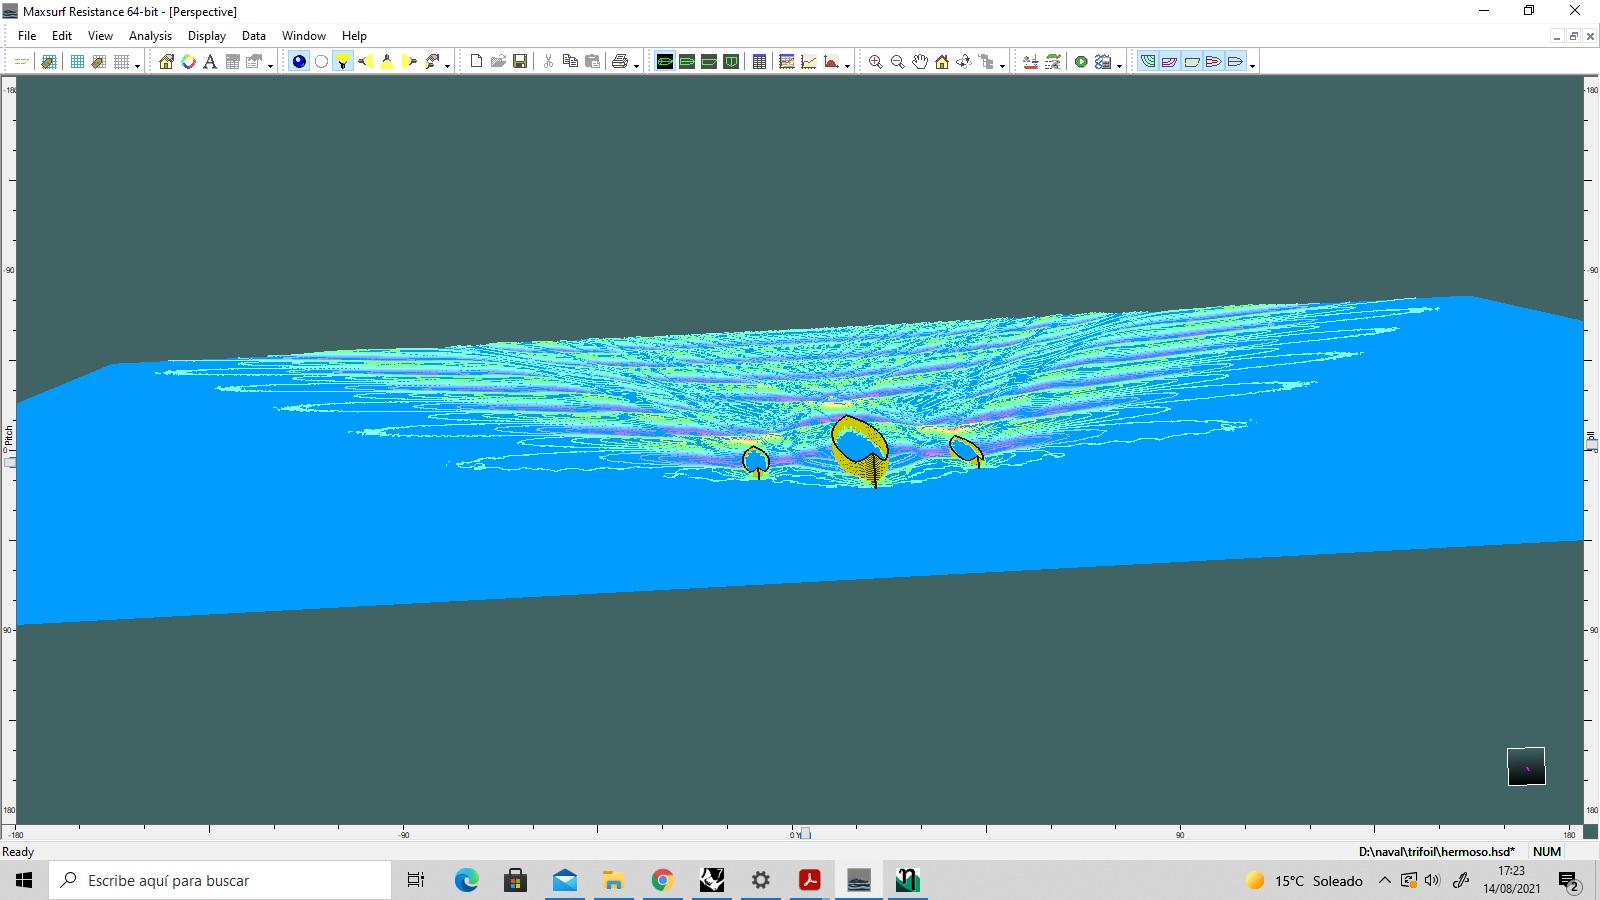 Maxsurf Resistance 64-bit - [Perspective]
File Edit View Analysis Display Data Window Help
-180 -180
-90 -90
Pitch
0
90 90
180 180
-180 -90 0 90 180
Ready D:\naval\trifoil\hermoso.hsd* NUM
Escribe aquí para buscar
15°C Soleado
17:23
14/08/2021
2